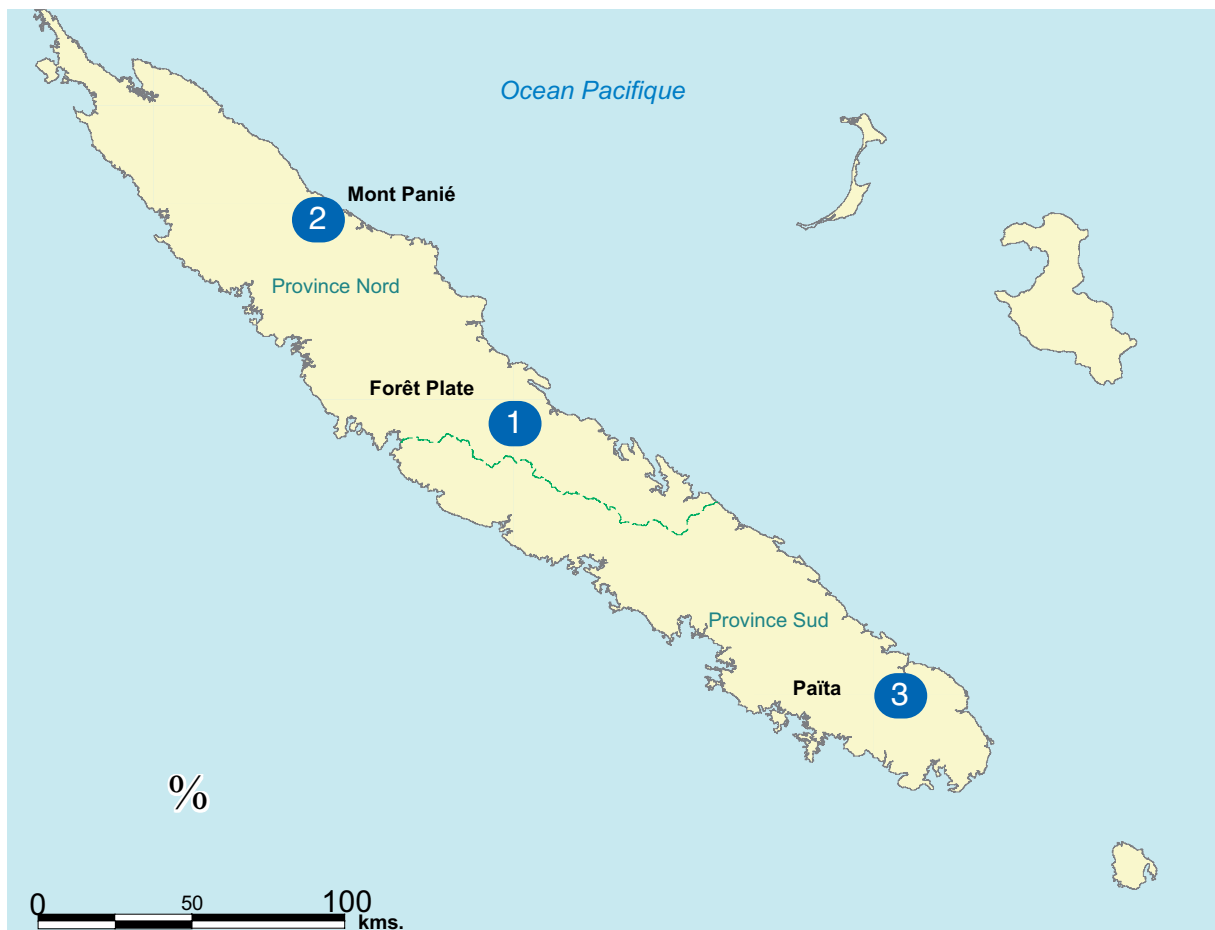 Ocean Pacifique
Mont Panié
2
Province Nord
Forêt Plate
1
Province Sud
Païta
3
%
0 50 100
kms.